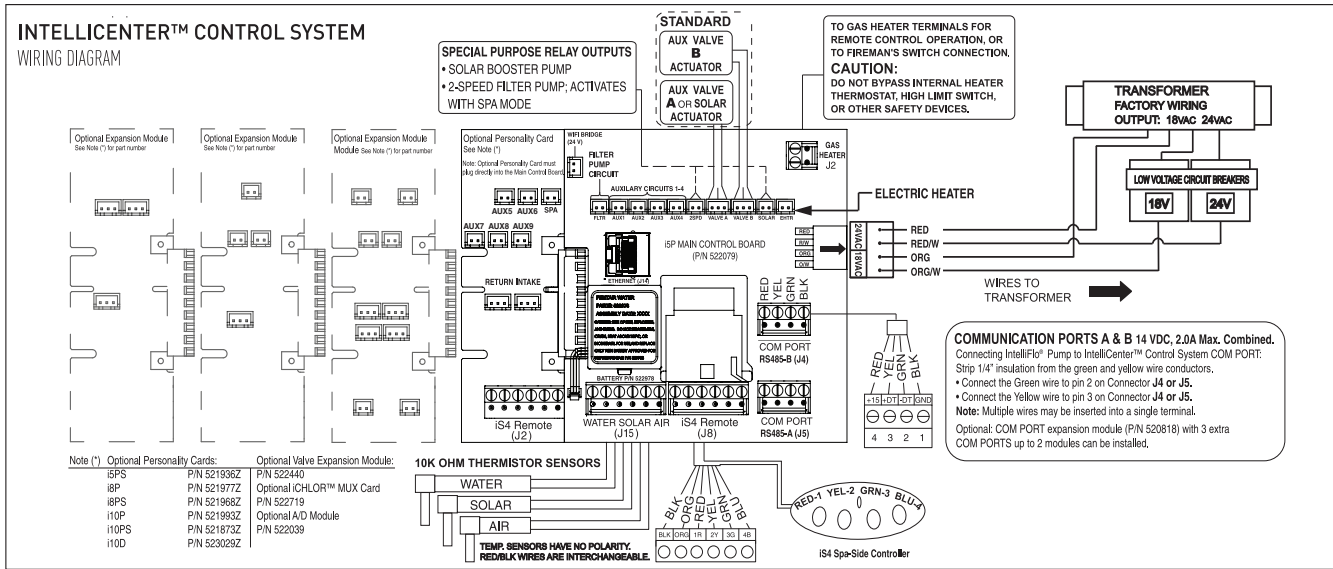 INTELLICENTER™ CONTROL SYSTEM
WIRING DIAGRAM
SPECIAL PURPOSE RELAY OUTPUTS
• SOLAR BOOSTER PUMP
• 2-SPEED FILTER PUMP; ACTIVATES
WITH SPA MODE
STANDARD
AUX VALVE
B
ACTUATOR
AUX VALVE
A OR SOLAR
ACTUATOR
TO GAS HEATER TERMINALS FOR
REMOTE CONTROL OPERATION, OR
TO FIREMAN'S SWITCH CONNECTION.
CAUTION:
DO NOT BYPASS INTERNAL HEATER
THERMOSTAT, HIGH LIMIT SWITCH,
OR OTHER SAFETY DEVICES.
TRANSFORMER
FACTORY WIRING
OUTPUT: 18VAC 24VAC
LOW VOLTAGE CIRCUIT BREAKERS
18V
24V
Optional Expansion Module
See Note (*) for part number
Optional Expansion Module
See Note (*) for part number
Optional Expansion Module
Module See Note (*) for part number
Optional Personality Card
See Note (*)
Note: Optional Personality Card must
plug directly into the Main Control Board.
WIFI BRIDGE
(24 V)
FILTER
PUMP
CIRCUIT
AUXILARY CIRCUITS 1-4
GAS
HEATER
J2
ELECTRIC HEATER
AUX5 AUX6 SPA
AUX7 AUX8 AUX9
RETURN INTAKE
FLTR AUX1 AUX2 AUX3 AUX4 2SPD VALVE A VALVE B SOLAR EHTR
i5P MAIN CONTROL BOARD
(P/N 522079)
ETHERNET (J14)
RED
R/W
ORG
O/W
24VAC
18VAC
RED
RED/W
ORG
ORG/W
WIRES TO
TRANSFORMER
PENTAIR WATER
BATTERY P/N 522978
RED YEL GRN BLK
COM PORT
RS485-B (J4)
COM PORT
RS485-A (J5)
iS4 Remote
(J2)
WATER SOLAR AIR
(J15)
iS4 Remote
(J8)
RED YEL GRN BLK
+15 +DT -DT GND
4 3 2 1
COMMUNICATION PORTS A & B 14 VDC, 2.0A Max. Combined.
Connecting IntelliFlo® Pump to IntelliCenter™ Control System COM PORT:
Strip 1/4" insulation from the green and yellow wire conductors.
• Connect the Green wire to pin 2 on Connector J4 or J5.
• Connect the Yellow wire to pin 3 on Connector J4 or J5.
Note: Multiple wires may be inserted into a single terminal.
Optional: COM PORT expansion module (P/N 520818) with 3 extra
COM PORTS up to 2 modules can be installed.
Note (*) Optional Personality Cards: Optional Valve Expansion Module:
i5PS P/N 521936Z P/N 522440
i8P P/N 521977Z Optional iCHLOR™ MUX Card
i8PS P/N 521968Z P/N 522719
i10P P/N 521993Z Optional A/D Module
i10PS P/N 521873Z P/N 522039
i10D P/N 523029Z
10K OHM THERMISTOR SENSORS
WATER
SOLAR
AIR
TEMP. SENSORS HAVE NO POLARITY.
RED/BLK WIRES ARE INTERCHANGEABLE.
BLK ORG RED YEL GRN BLU
BLK ORG 1R 2Y 3G 4B
RED-1 YEL-2 GRN-3 BLU-4
iS4 Spa-Side Controller